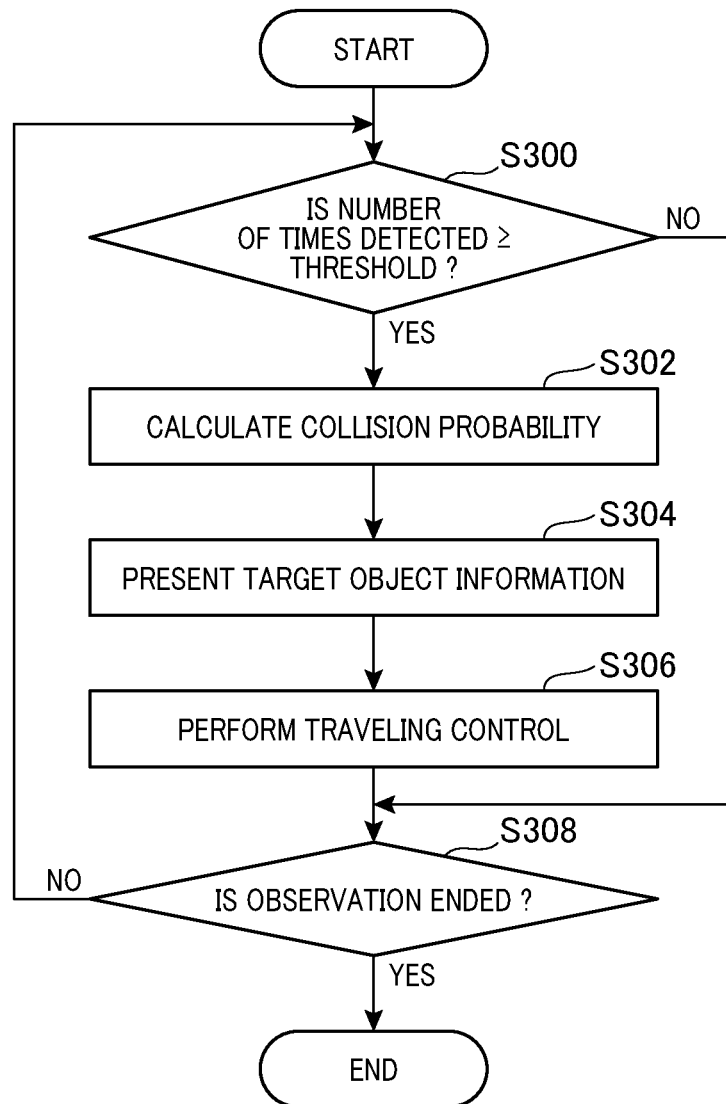 START
S300
IS NUMBER
OF TIMES DETECTED ≥
THRESHOLD ?
NO
YES
S302
CALCULATE COLLISION PROBABILITY
S304
PRESENT TARGET OBJECT INFORMATION
S306
PERFORM TRAVELING CONTROL
S308
NO
IS OBSERVATION ENDED ?
YES
END